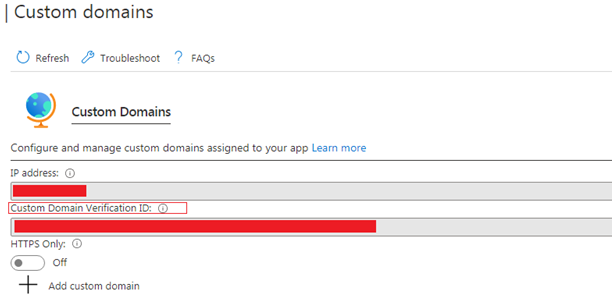 | Custom domains
Refresh Troubleshoot ? FAQs
Custom Domains
Configure and manage custom domains assigned to your app Learn more
IP address:
Custom Domain Verification ID:
HTTPS Only:
Off
Add custom domain